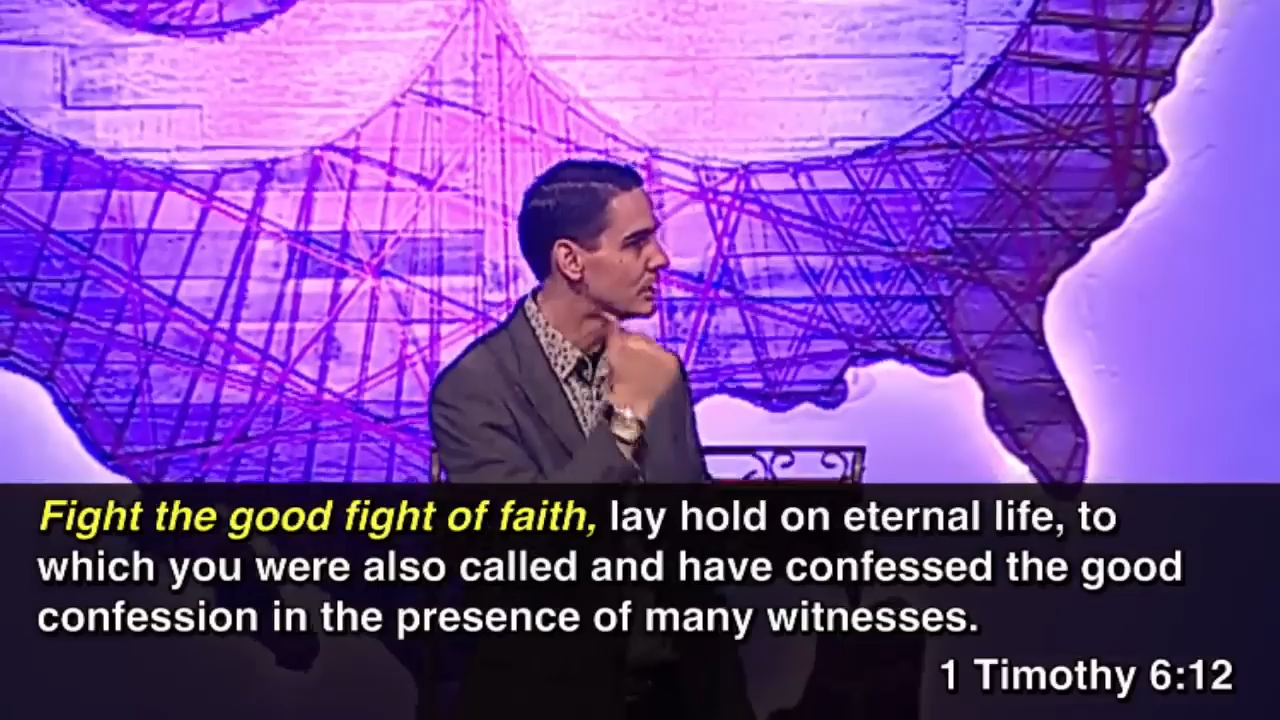 Fight the good fight of faith, lay hold on eternal life, to
which you were also called and have confessed the good
confession in the presence of many witnesses.
1 Timothy 6:12